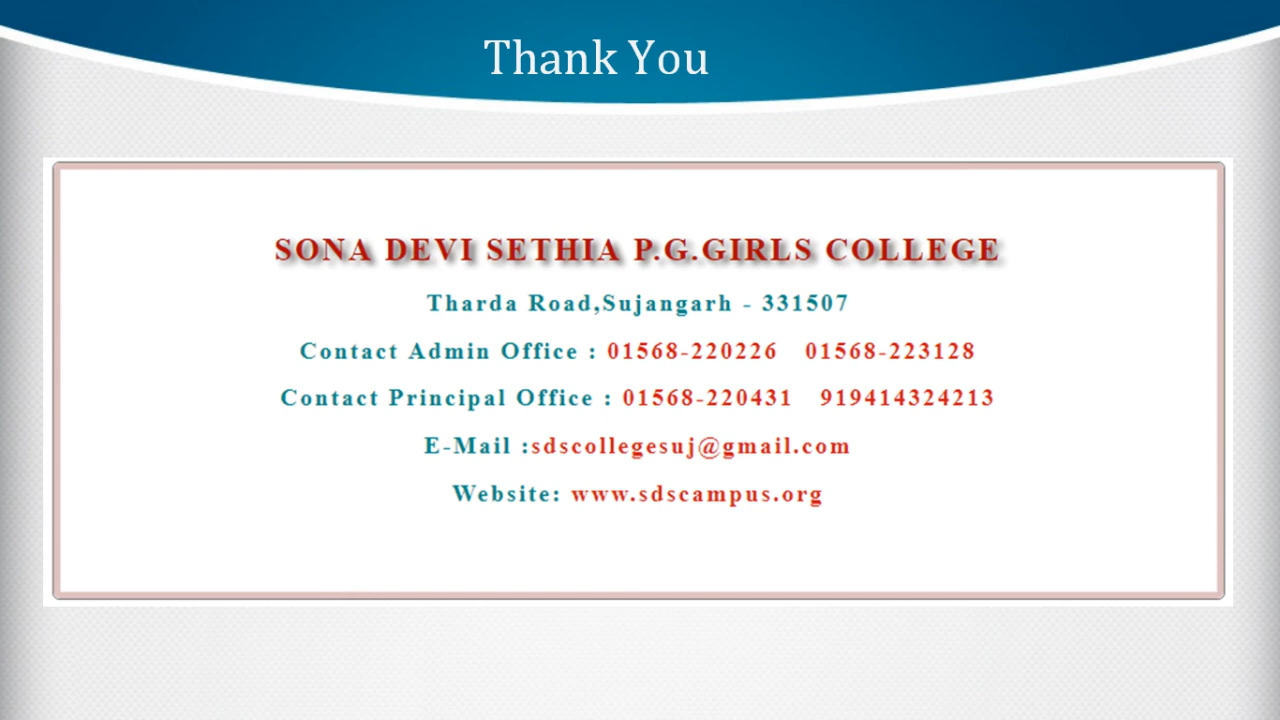 Thank You
SONA DEVI SETHIA P.G.GIRLS COLLEGE
Tharda Road,Sujangarh - 331507
Contact Admin Office : 01568-220226 01568-223128
Contact Principal Office : 01568-220431 919414324213
E-Mail :sdscollegesuj@gmail.com
Website: www.sdscampus.org